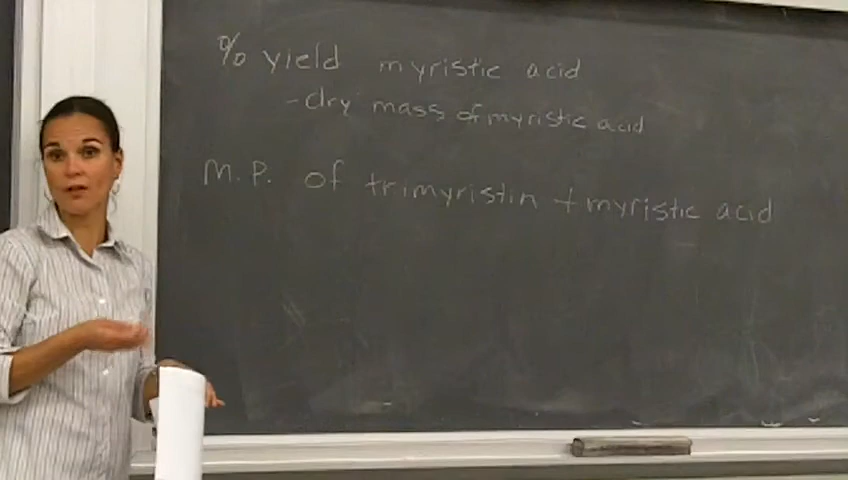 % yield myristic acid
- dry mass of myristic acid
M.P. of trimyristin + myristic acid